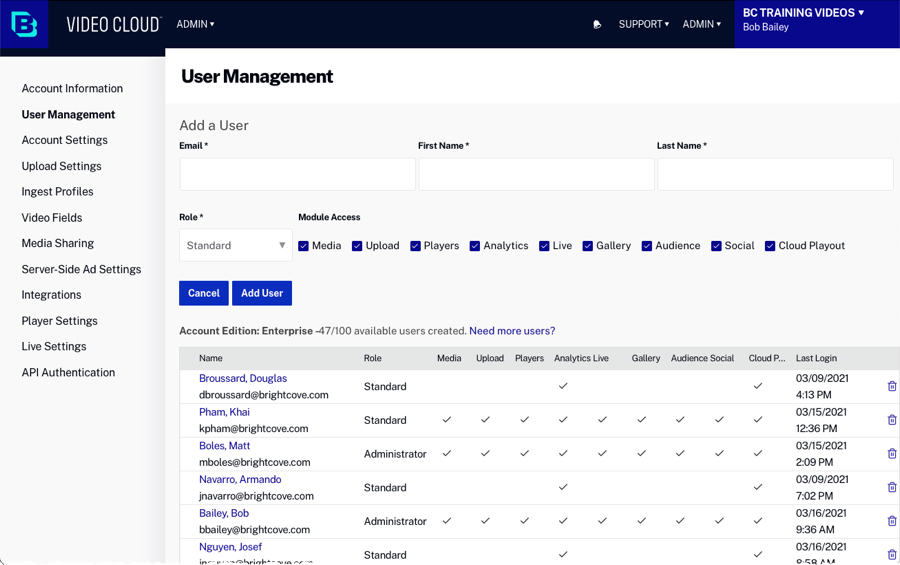 VIDEO CLOUD ADMIN SUPPORT ADMIN BC TRAINING VIDEOS
Bob Bailey
Account Information
User Management
Account Settings
Upload Settings
Ingest Profiles
Video Fields
Media Sharing
Server-Side Ad Settings
Integrations
Player Settings
Live Settings
API Authentication
User Management
Add a User
Email * First Name * Last Name *
Role * Module Access
Standard Media Upload Players Analytics Live Gallery Audience Social Cloud Playout
Cancel Add User
Account Edition: Enterprise -47/100 available users created. Need more users?
Name Role Media Upload Players Analytics Live Gallery Audience Social Cloud P... Last Login
Broussard, Douglas
dbroussard@brightcove.com Standard 03/09/2021
4:13 PM
Pham, Khai
kpham@brightcove.com Standard 03/15/2021
12:36 PM
Boles, Matt
mboles@brightcove.com Administrator 03/15/2021
2:09 PM
Navarro, Armando
jnavarro@brightcove.com Standard 03/09/2021
7:02 PM
Bailey, Bob
bbailey@brightcove.com Administrator 03/16/2021
9:36 AM
Nguyen, Josef
Standard 03/16/2021
8:58 AM